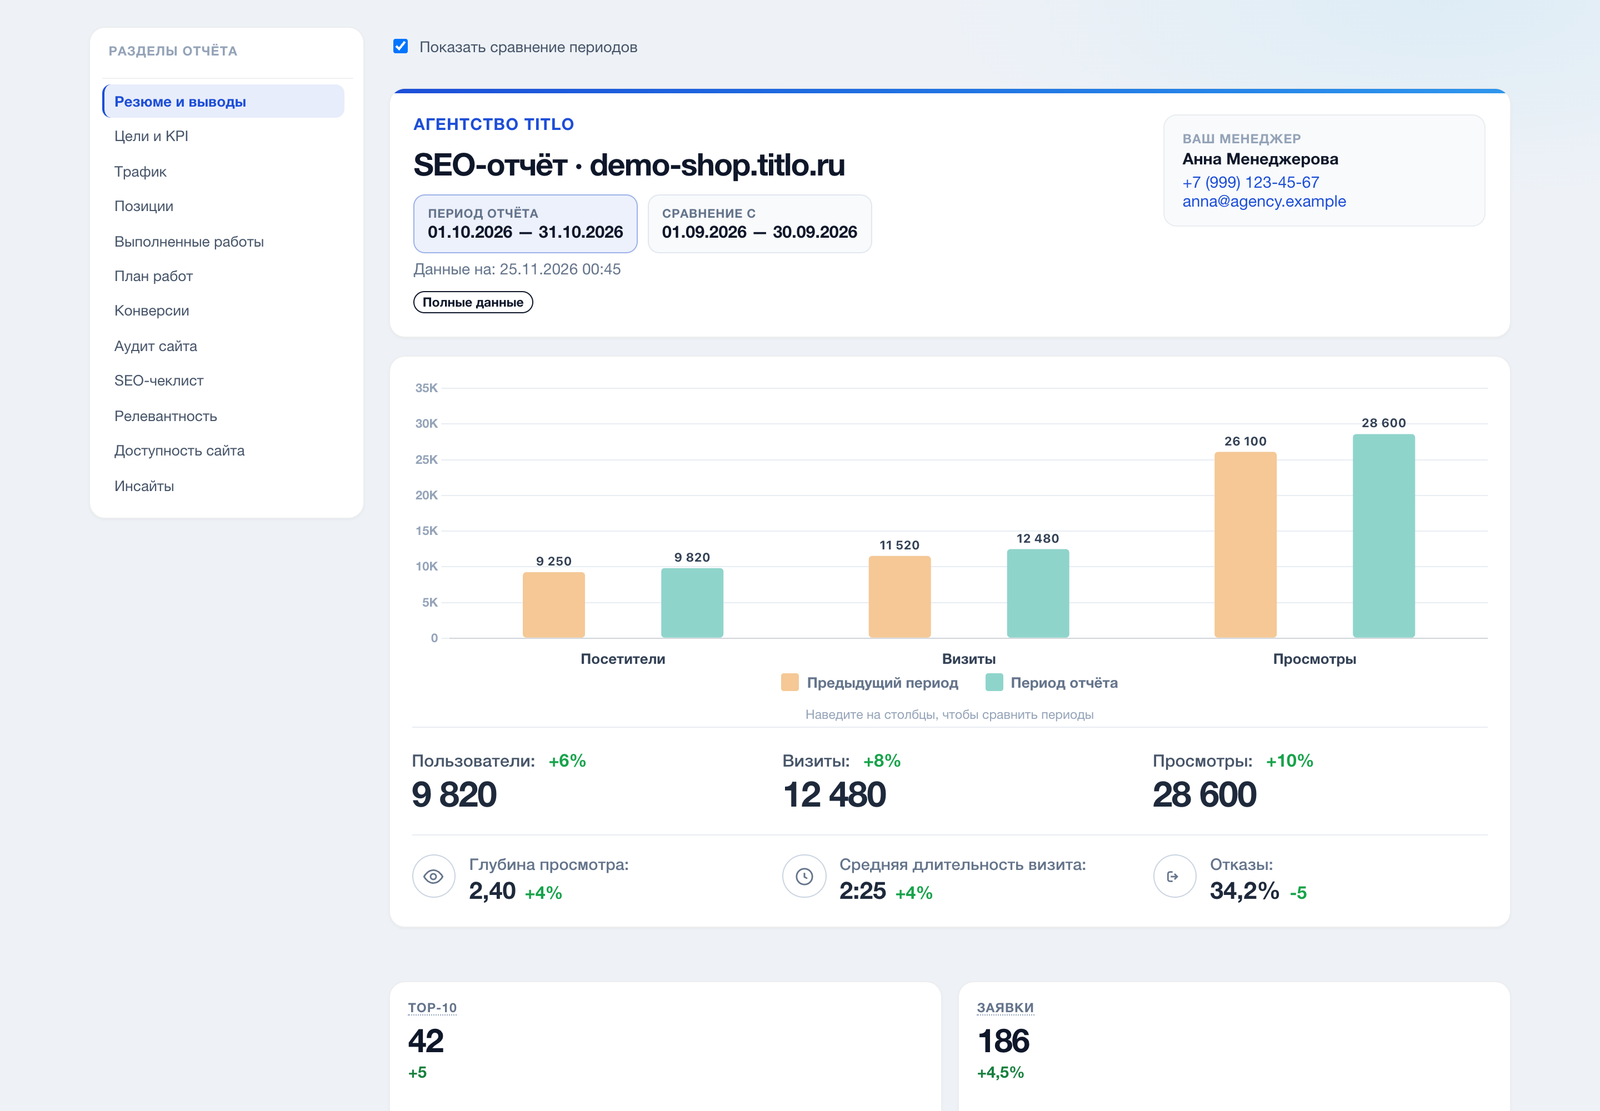 РАЗДЕЛЫ ОТЧЁТА
Резюме и выводы
Цели и KPI
Трафик
Позиции
Выполненные работы
План работ
Конверсии
Аудит сайта
SEO-чеклист
Релевантность
Доступность сайта
Инсайты
Показать сравнение периодов
АГЕНТСТВО TITLO
SEO-отчёт · demo-shop.titlo.ru
ПЕРИОД ОТЧЁТА
01.10.2026 — 31.10.2026
СРАВНЕНИЕ С
01.09.2026 — 30.09.2026
Данные на: 25.11.2026 00:45
Полные данные
ВАШ МЕНЕДЖЕР
Анна Менеджерова
+7 (999) 123-45-67
anna@agency.example
35K
30K
25K
20K
15K
10K
5K
0
9 250
9 820
11 520
12 480
26 100
28 600
Посетители
Визиты
Просмотры
Предыдущий период
Период отчёта
Наведите на столбцы, чтобы сравнить периоды
Пользователи: +6%
9 820
Визиты: +8%
12 480
Просмотры: +10%
28 600
Глубина просмотра:
2,40 +4%
Средняя длительность визита:
2:25 +4%
Отказы:
34,2% -5
TOP-10
42
+5
ЗАЯВКИ
186
+4,5%